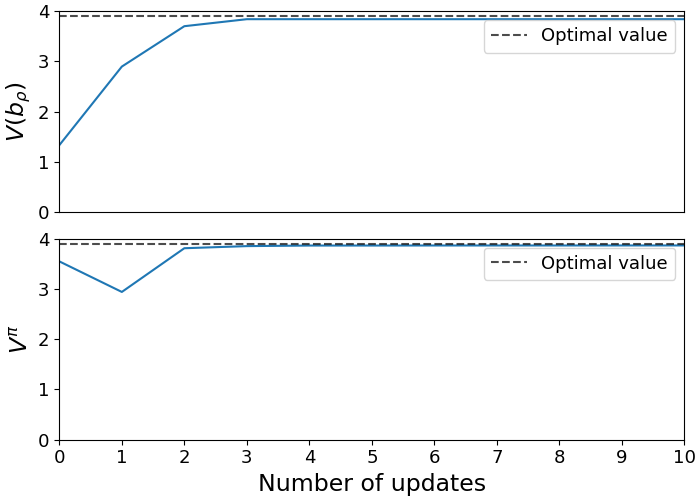 4
3
2
1
0
V(b_ρ)
Optimal value
4
3
2
1
0
V^π
Optimal value
0 1 2 3 4 5 6 7 8 9 10
Number of updates